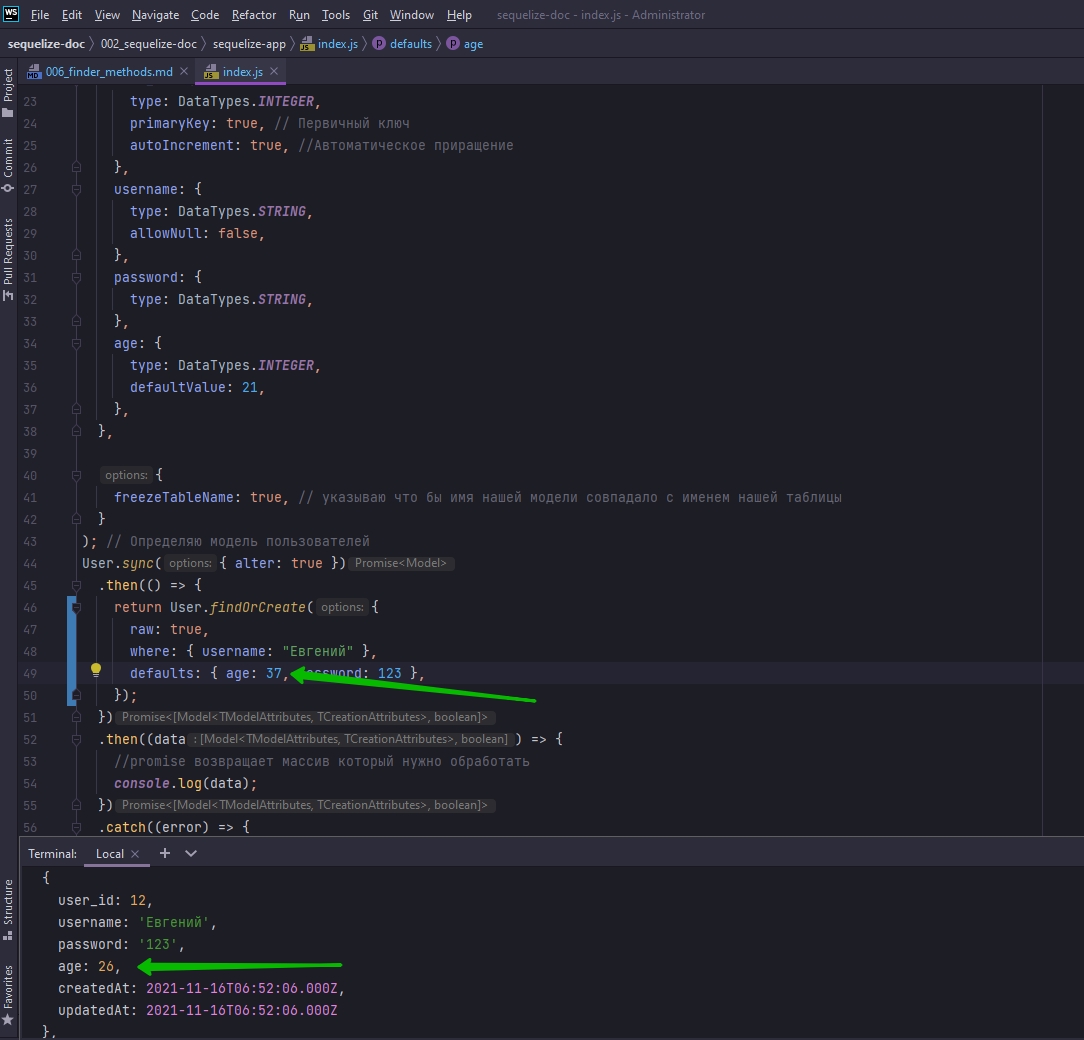 WS File Edit View Navigate Code Refactor Run Tools Git Window Help sequelize-doc - index.js - Administrator
sequelize-doc 〉 002_sequelize-doc 〉 sequelize-app 〉 JS index.js 〉 p defaults 〉 p age
MD 006_finder_methods.md × JS index.js ×
Project
Commit
Pull Requests
23 type: DataTypes.INTEGER,
24 primaryKey: true, // Первичный ключ
25 autoIncrement: true, //Автоматическое приращение
26 },
27 username: {
28 type: DataTypes.STRING,
29 allowNull: false,
30 },
31 password: {
32 type: DataTypes.STRING,
33 },
34 age: {
35 type: DataTypes.INTEGER,
36 defaultValue: 21,
37 },
38 },
39
40 options: {
41 freezeTableName: true, // указываю что бы имя нашей модели совпадало с именем нашей таблицы
42 }
43 ); // Определяю модель пользователей
44 User.sync( options: { alter: true }) Promise<Model>
45 .then(() => {
46 return User.findOrCreate( options: {
47 raw: true,
48 where: { username: "Евгений" },
49 defaults: { age: 37, password: 123 },
50 });
51 }) Promise<[Model<TModelAttributes, TCreationAttributes>, boolean]>
52 .then((data : [Model<TModelAttributes, TCreationAttributes>, boolean] ) => {
53 //promise возвращает массив который нужно обработать
54 console.log(data);
55 }) Promise<[Model<TModelAttributes, TCreationAttributes>, boolean]>
56 .catch((error) => {
Terminal: Local × +
Structure
Favorites
{
user_id: 12,
username: 'Евгений',
password: '123',
age: 26,
createdAt: 2021-11-16T06:52:06.000Z,
updatedAt: 2021-11-16T06:52:06.000Z
},